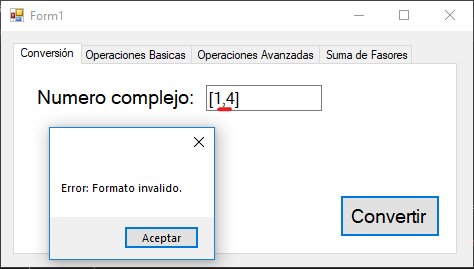 Form1
Conversión Operaciones Basicas Operaciones Avanzadas Suma de Fasores
Numero complejo: [1,4]
Error: Formato invalido.
Aceptar
Convertir